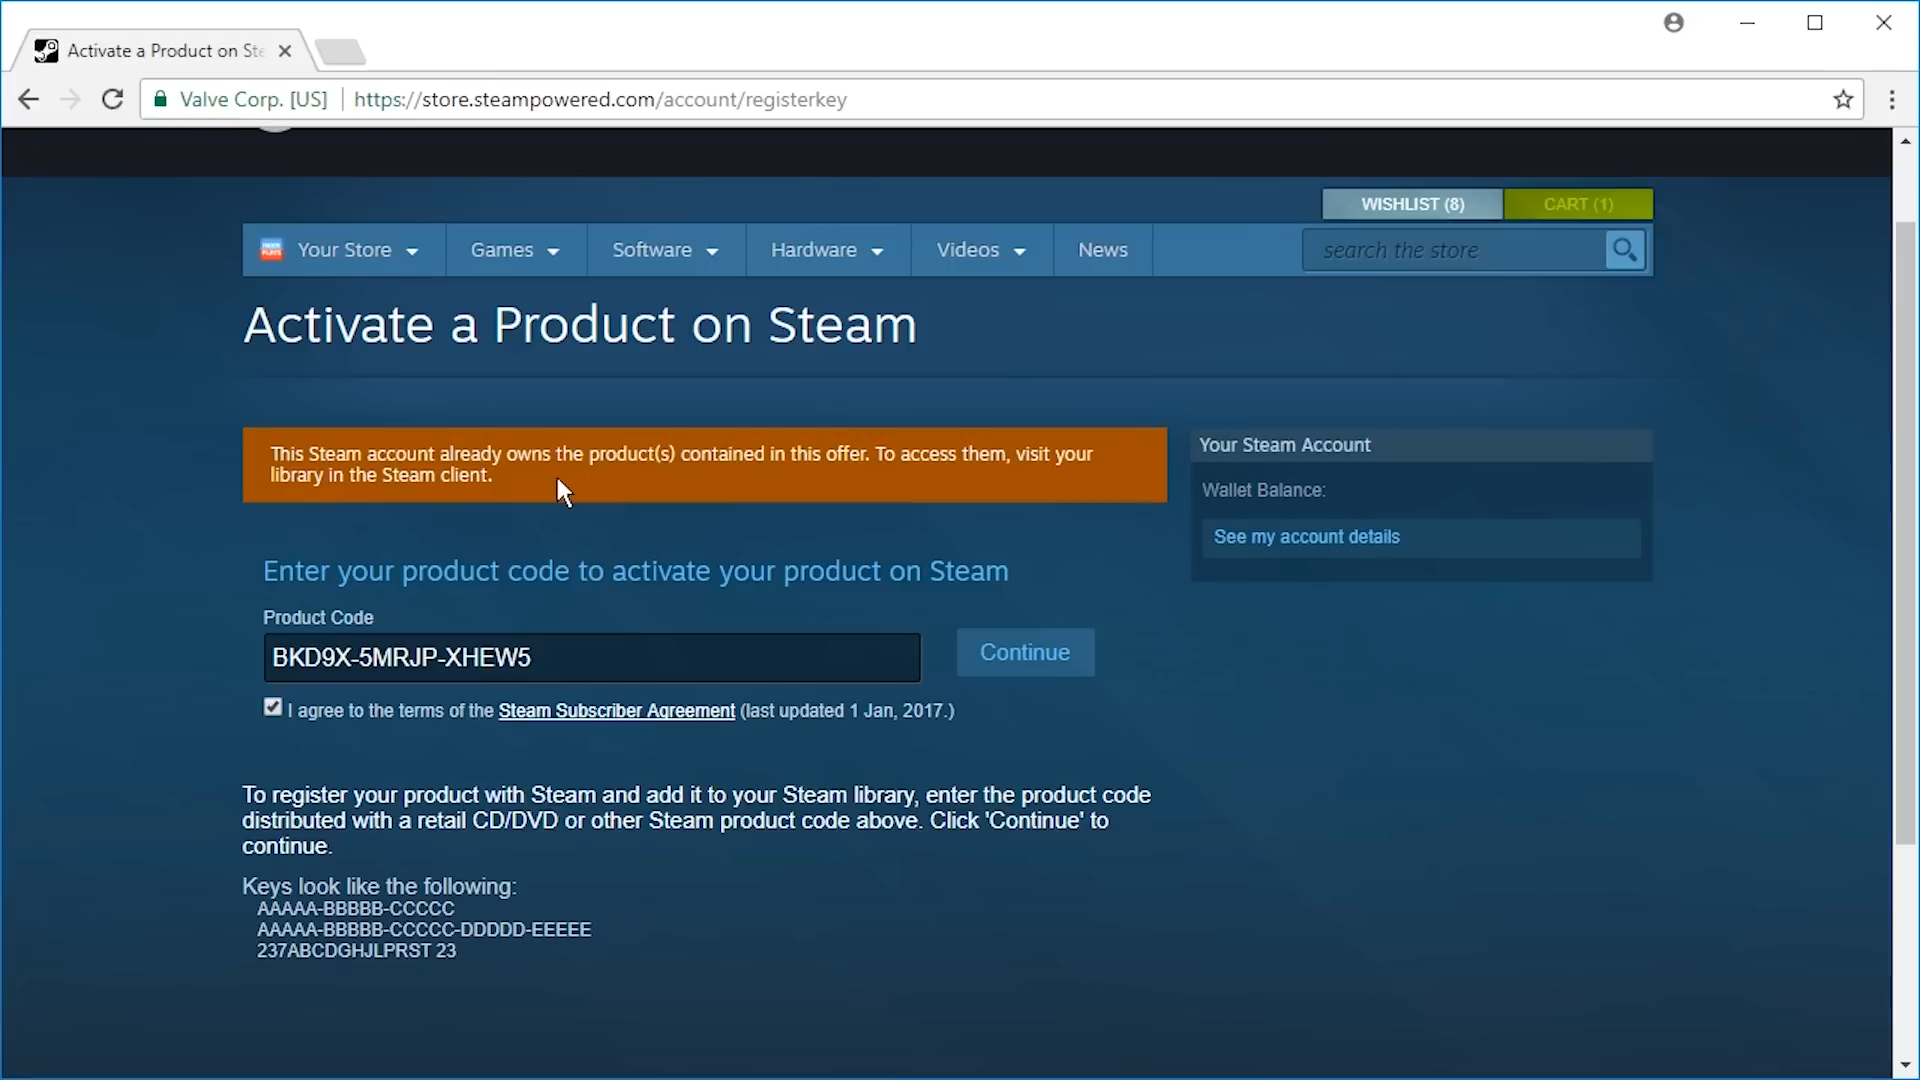 Activate a Product on Ste
Valve Corp. [US] https://store.steampowered.com/account/registerkey
WISHLIST (8) CART (1)
Your Store Games Software Hardware Videos News search the store
Activate a Product on Steam
This Steam account already owns the product(s) contained in this offer. To access them, visit your
library in the Steam client.
Your Steam Account
Wallet Balance:
See my account details
Enter your product code to activate your product on Steam
Product Code
BKD9X-5MRJP-XHEW5
Continue
I agree to the terms of the Steam Subscriber Agreement (last updated 1 Jan, 2017.)
To register your product with Steam and add it to your Steam library, enter the product code
distributed with a retail CD/DVD or other Steam product code above. Click 'Continue' to
continue.
Keys look like the following:
AAAAA-BBBBB-CCCCC
AAAAA-BBBBB-CCCCC-DDDDD-EEEEE
237ABCDGHJLPRST 23